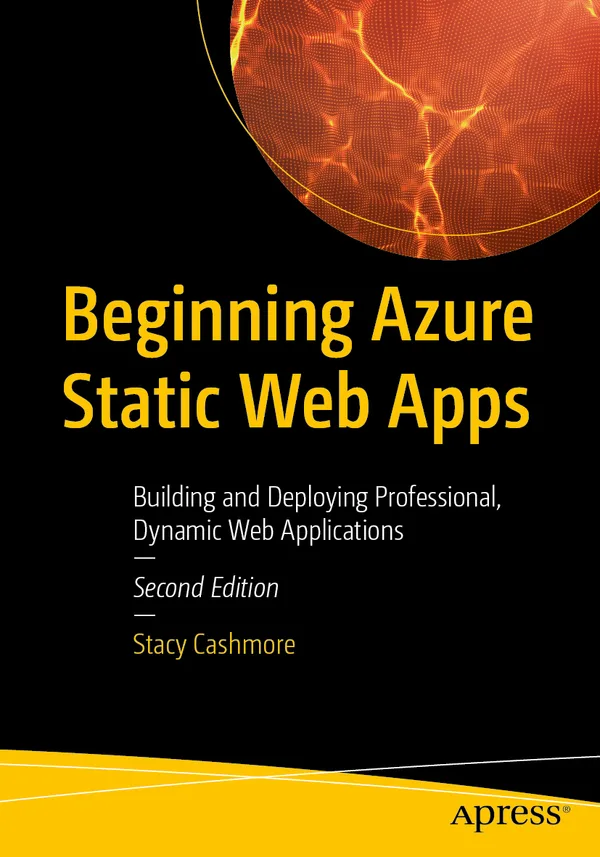 Beginning Azure
Static Web Apps
Building and Deploying Professional,
Dynamic Web Applications
—
Second Edition
—
Stacy Cashmore
Apress®